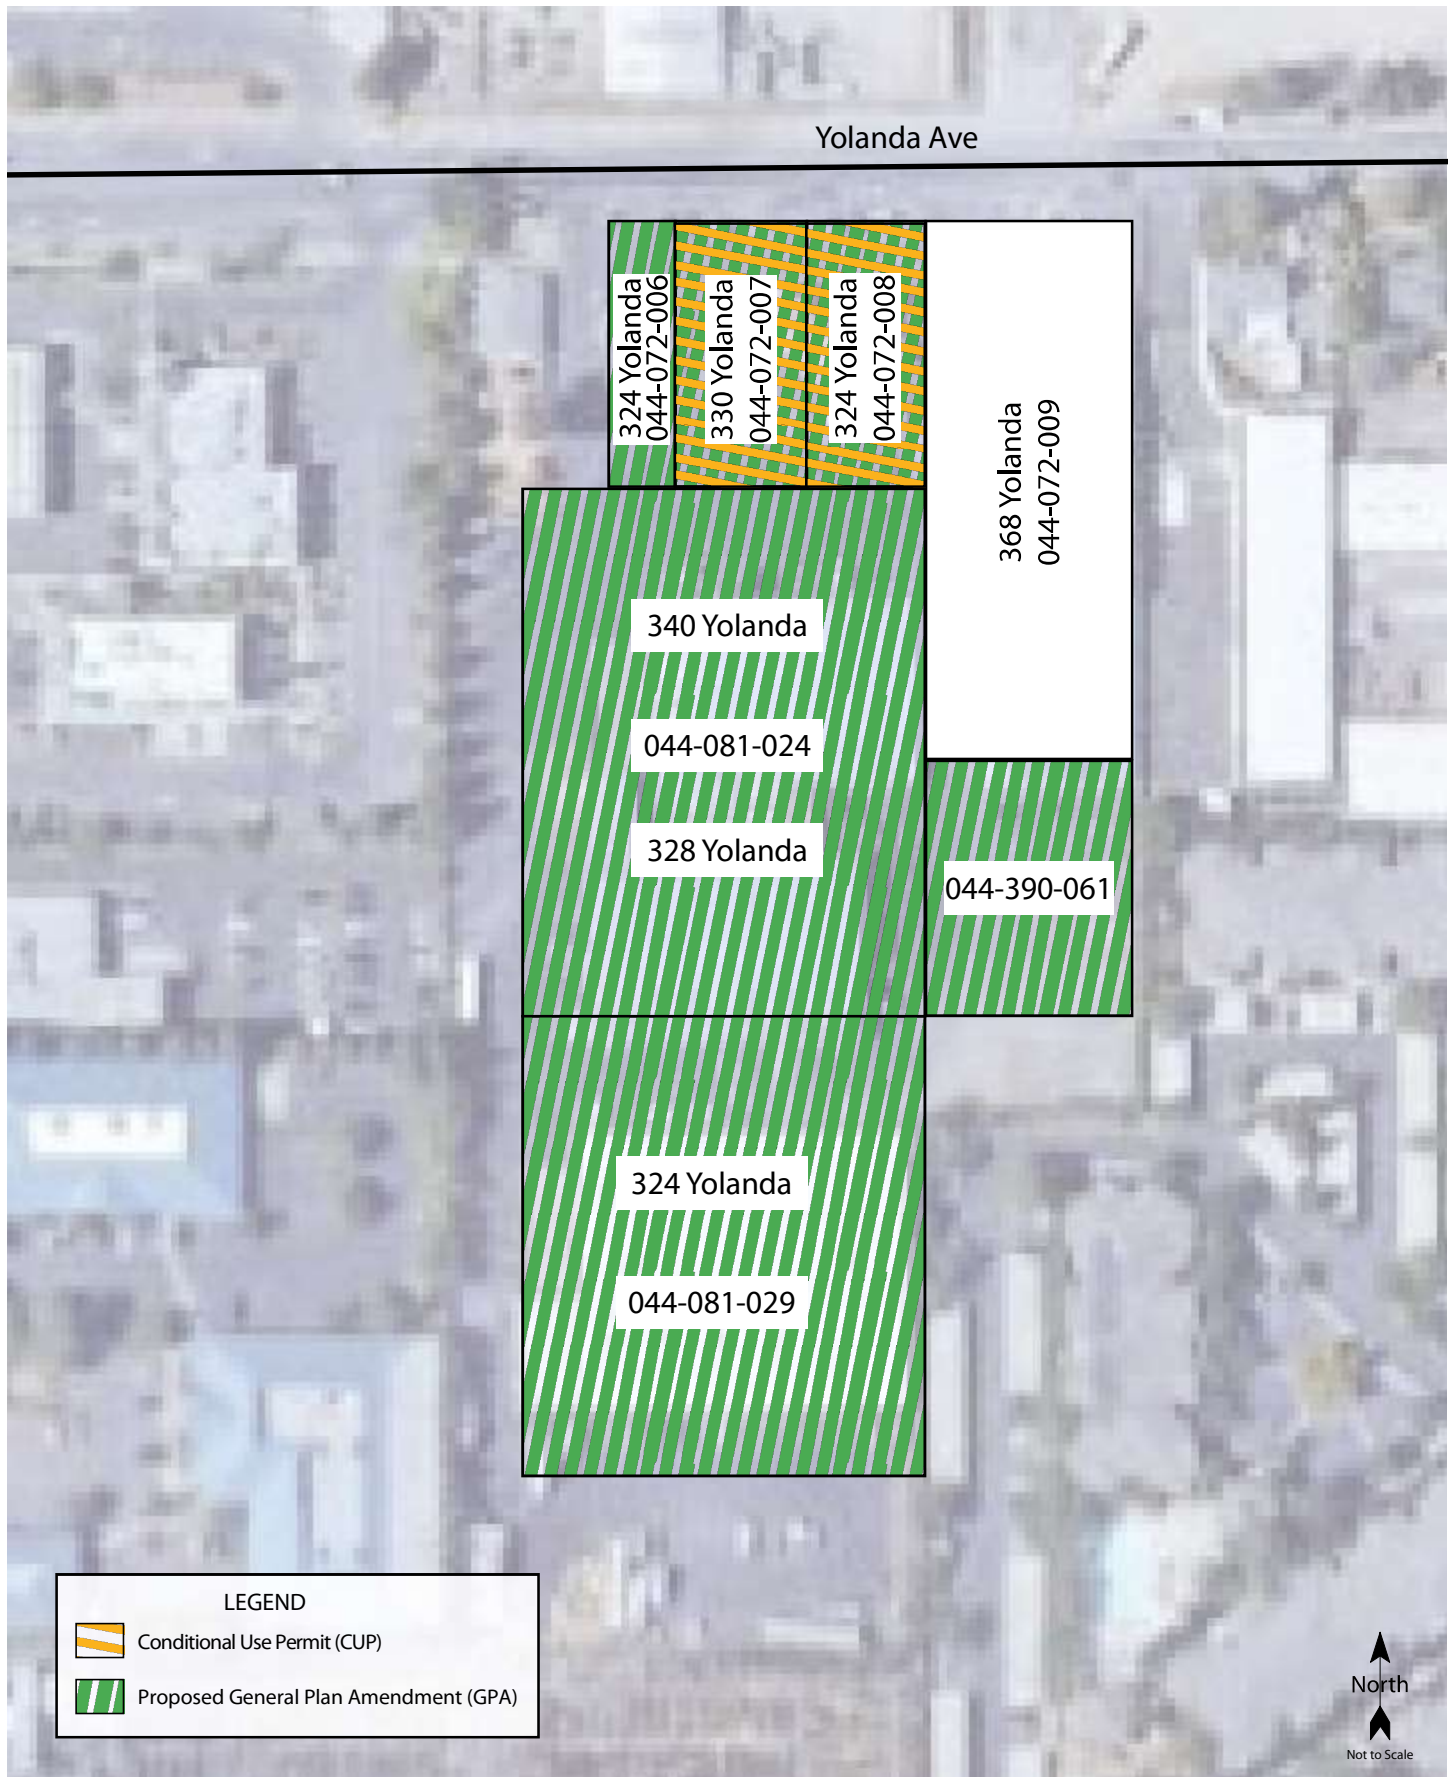 Yolanda Ave
324 Yolanda
044-072-006
330 Yolanda
044-072-007
324 Yolanda
044-072-008
368 Yolanda
044-072-009
340 Yolanda
044-081-024
328 Yolanda
044-390-061
324 Yolanda
044-081-029
LEGEND
Conditional Use Permit (CUP)
Proposed General Plan Amendment (GPA)
North
Not to Scale